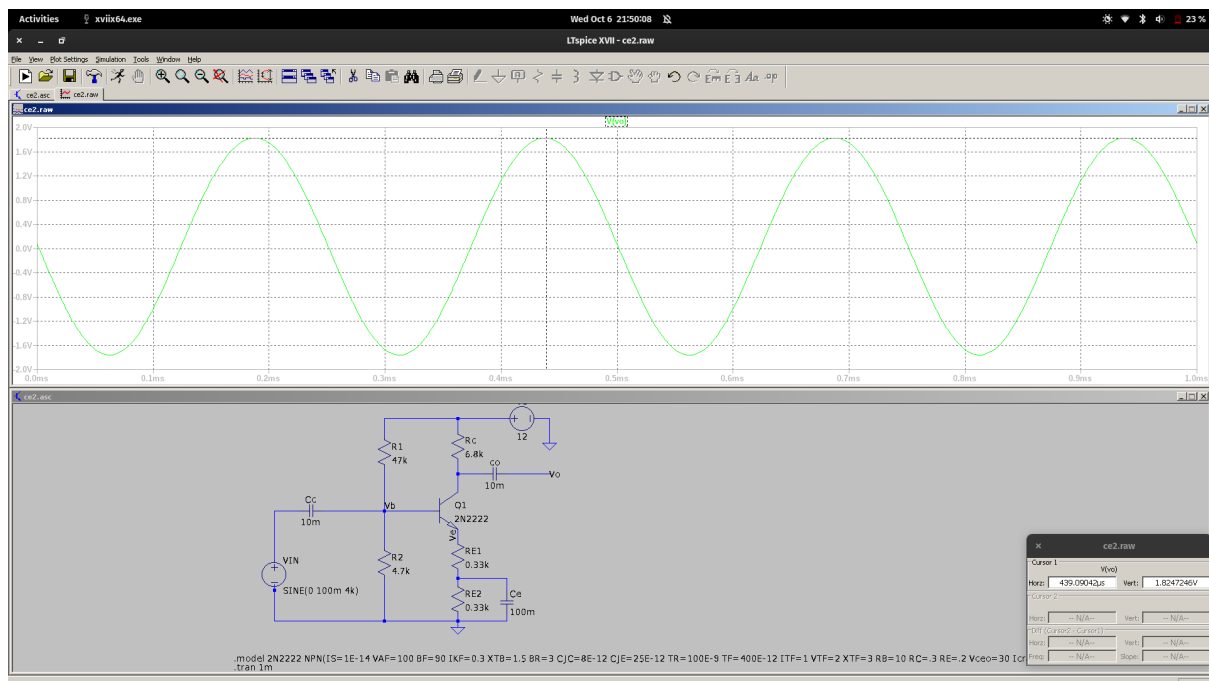 Activities xviix64.exe Wed Oct 6 21:50:08 23 %
LTspice XVII - ce2.raw
File View Plot Settings Simulation Tools Window Help
ce2.asc ce2.raw
ce2.raw
V(vo)
2.0V
1.6V
1.2V
0.8V
0.4V
0.0V
-0.4V
-0.8V
-1.2V
-1.6V
-2.0V
0.0ms 0.1ms 0.2ms 0.3ms 0.4ms 0.5ms 0.6ms 0.7ms 0.8ms 0.9ms 1.0ms
ce2.asc
12
R1
47k
Rc
6.8k
co
10m
Vo
Cc
10m
Vb
Q1
2N2222
Ve
VIN
SINE(0 100m 4k)
R2
4.7k
RE1
0.33k
RE2
0.33k
Ce
100m
.model 2N2222 NPN(IS=1E-14 VAF=100 BF=90 IKF=0.3 XTB=1.5 BR=3 CJC=8E-12 CJE=25E-12 TR=100E-9 TF=400E-12 ITF=1 VTF=2 XTF=3 RB=10 RC=.3 RE=.2 Vceo=30 Icr
.tran 1m
ce2.raw
Cursor 1
V(vo)
Horz: 439.09042µs Vert: 1.8247246V
Cursor 2
Horz: -- N/A-- Vert: -- N/A--
Diff (Cursor2 - Cursor1)
Horz: -- N/A-- Vert: -- N/A--
Freq: -- N/A-- Slope: -- N/A--